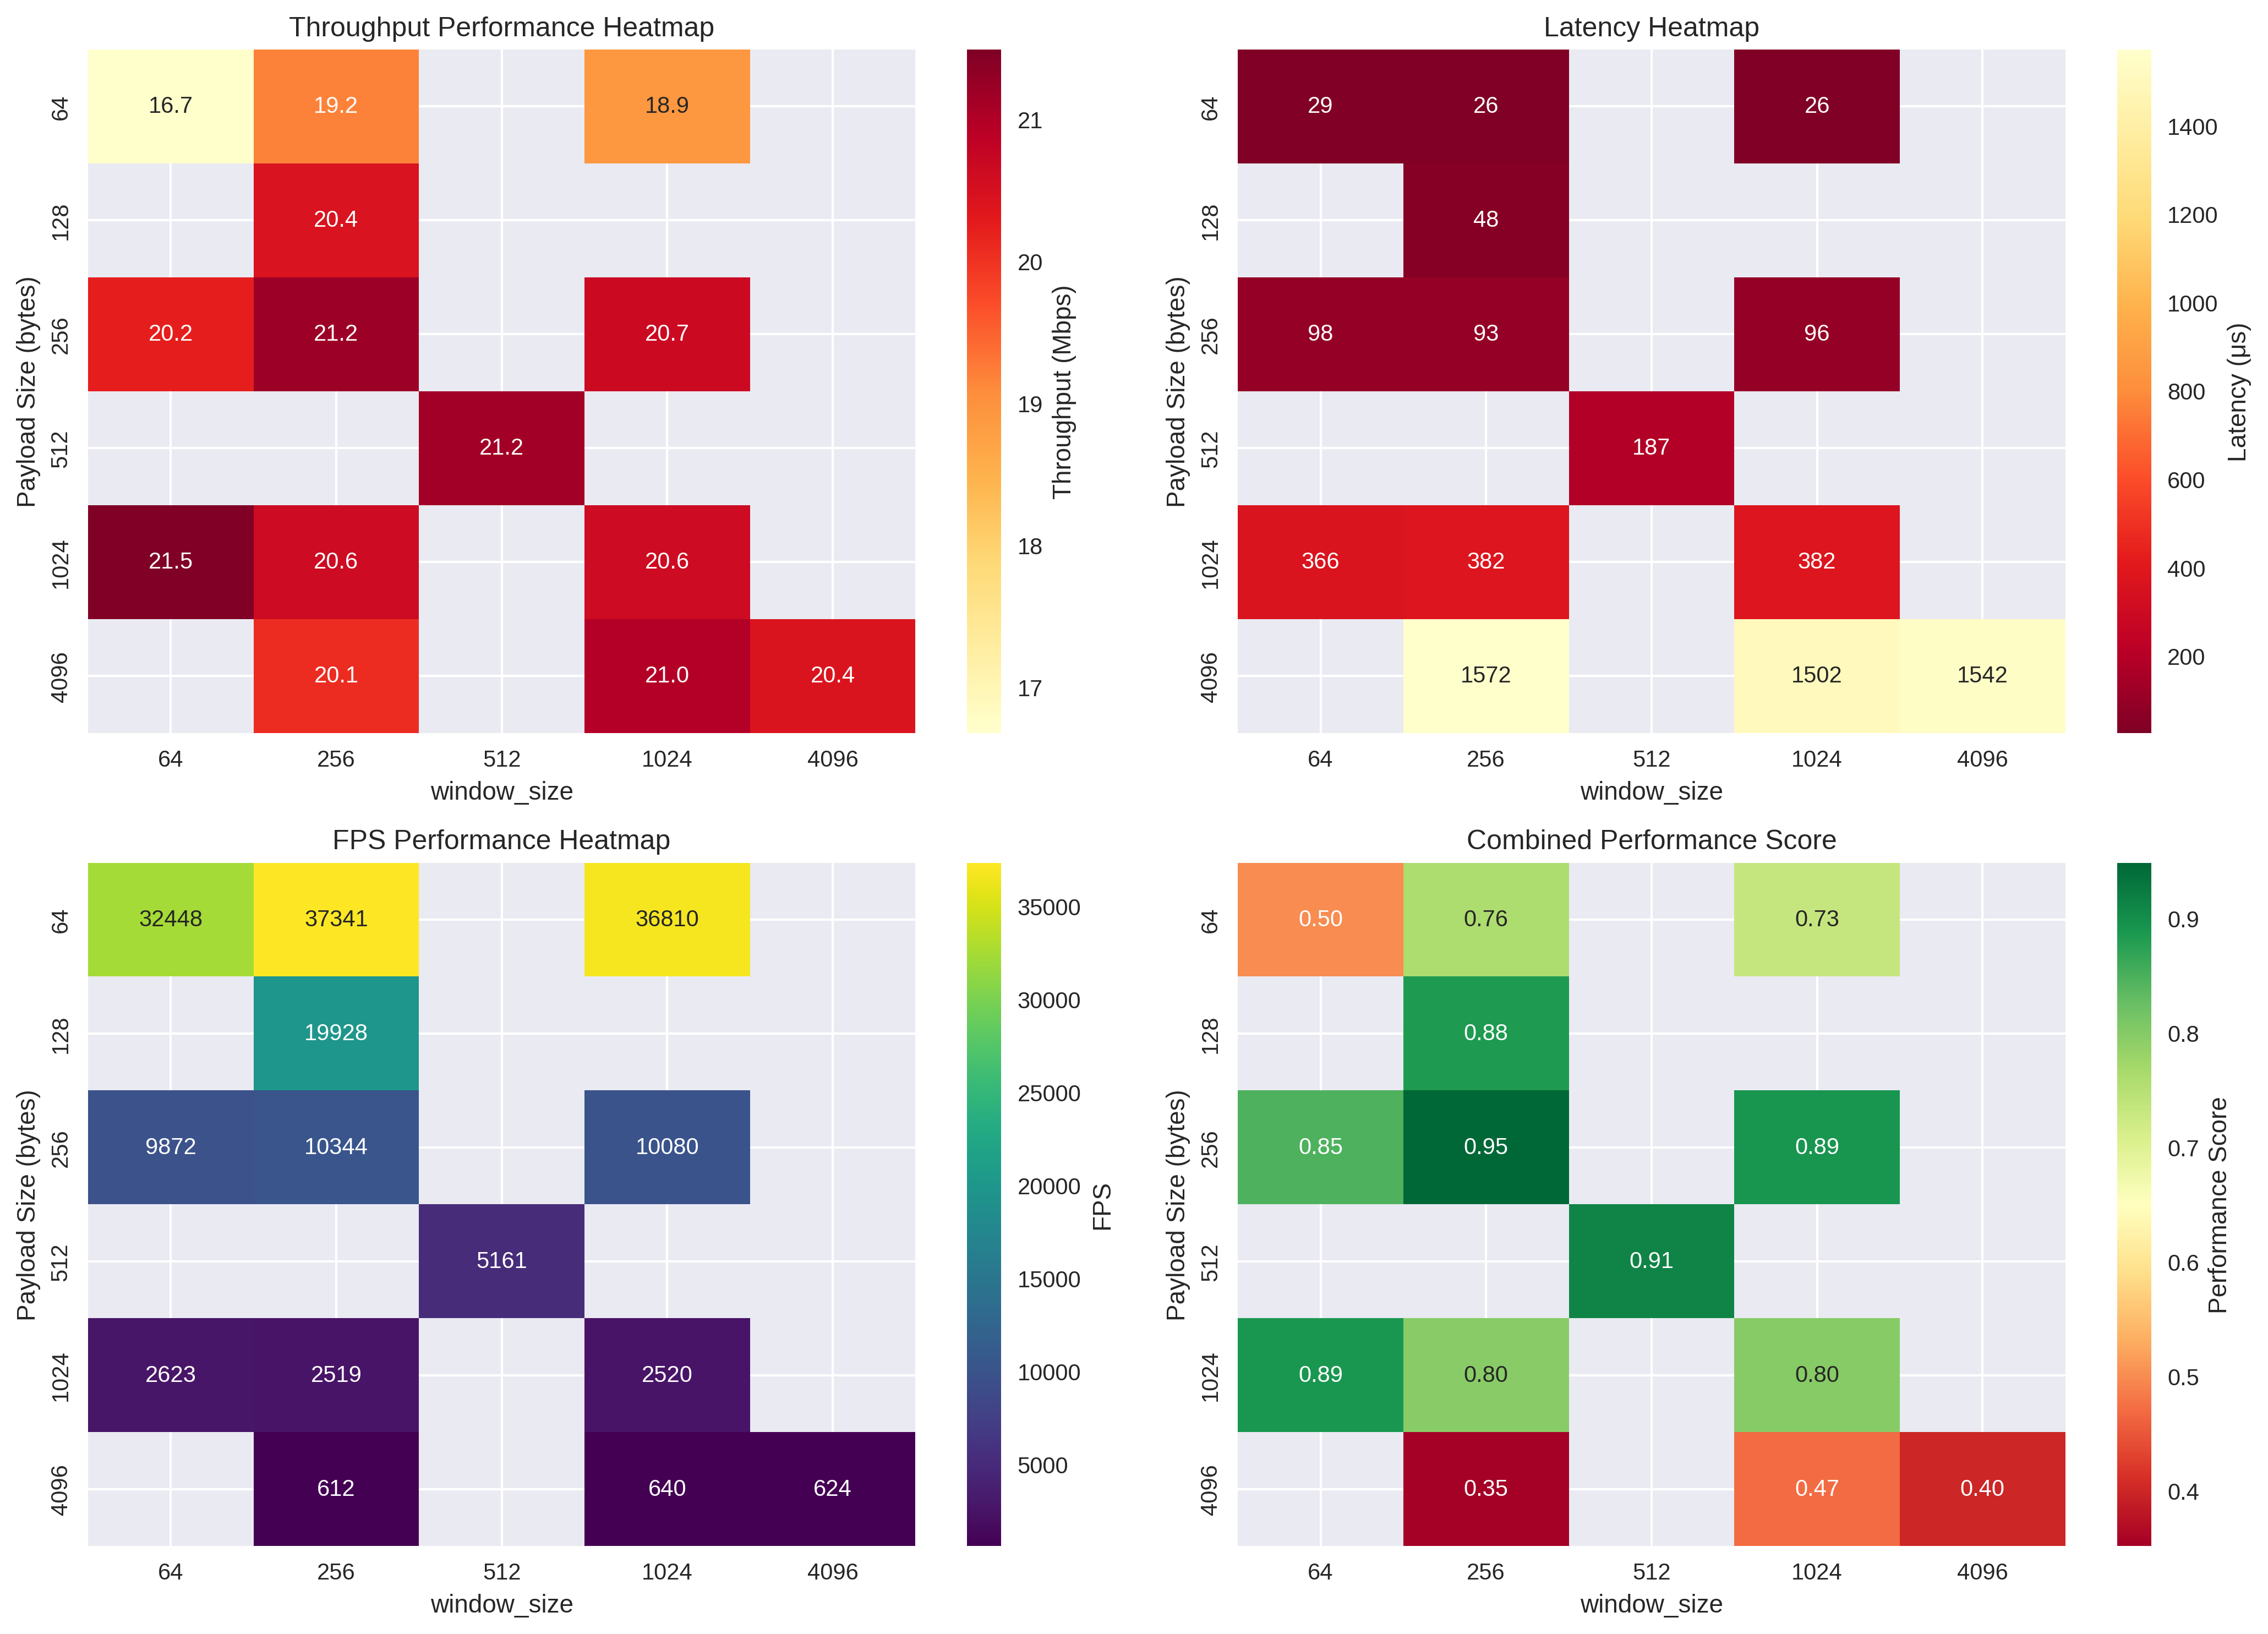 Throughput Performance Heatmap
16.7 19.2 18.9
20.4
20.2 21.2 20.7
21.2
21.5 20.6 20.6
20.1 21.0 20.4
64
128
256
512
1024
4096
Payload Size (bytes)
64 256 512 1024 4096
window_size
21
20
19
18
17
Throughput (Mbps)
Latency Heatmap
29 26 26
48
98 93 96
187
366 382 382
1572 1502 1542
64
128
256
512
1024
4096
Payload Size (bytes)
64 256 512 1024 4096
window_size
1400
1200
1000
800
600
400
200
Latency (μs)
FPS Performance Heatmap
32448 37341 36810
19928
9872 10344 10080
5161
2623 2519 2520
612 640 624
64
128
256
512
1024
4096
Payload Size (bytes)
64 256 512 1024 4096
window_size
35000
30000
25000
20000
15000
10000
5000
FPS
Combined Performance Score
0.50 0.76 0.73
0.88
0.85 0.95 0.89
0.91
0.89 0.80 0.80
0.35 0.47 0.40
64
128
256
512
1024
4096
Payload Size (bytes)
64 256 512 1024 4096
window_size
0.9
0.8
0.7
0.6
0.5
0.4
Performance Score